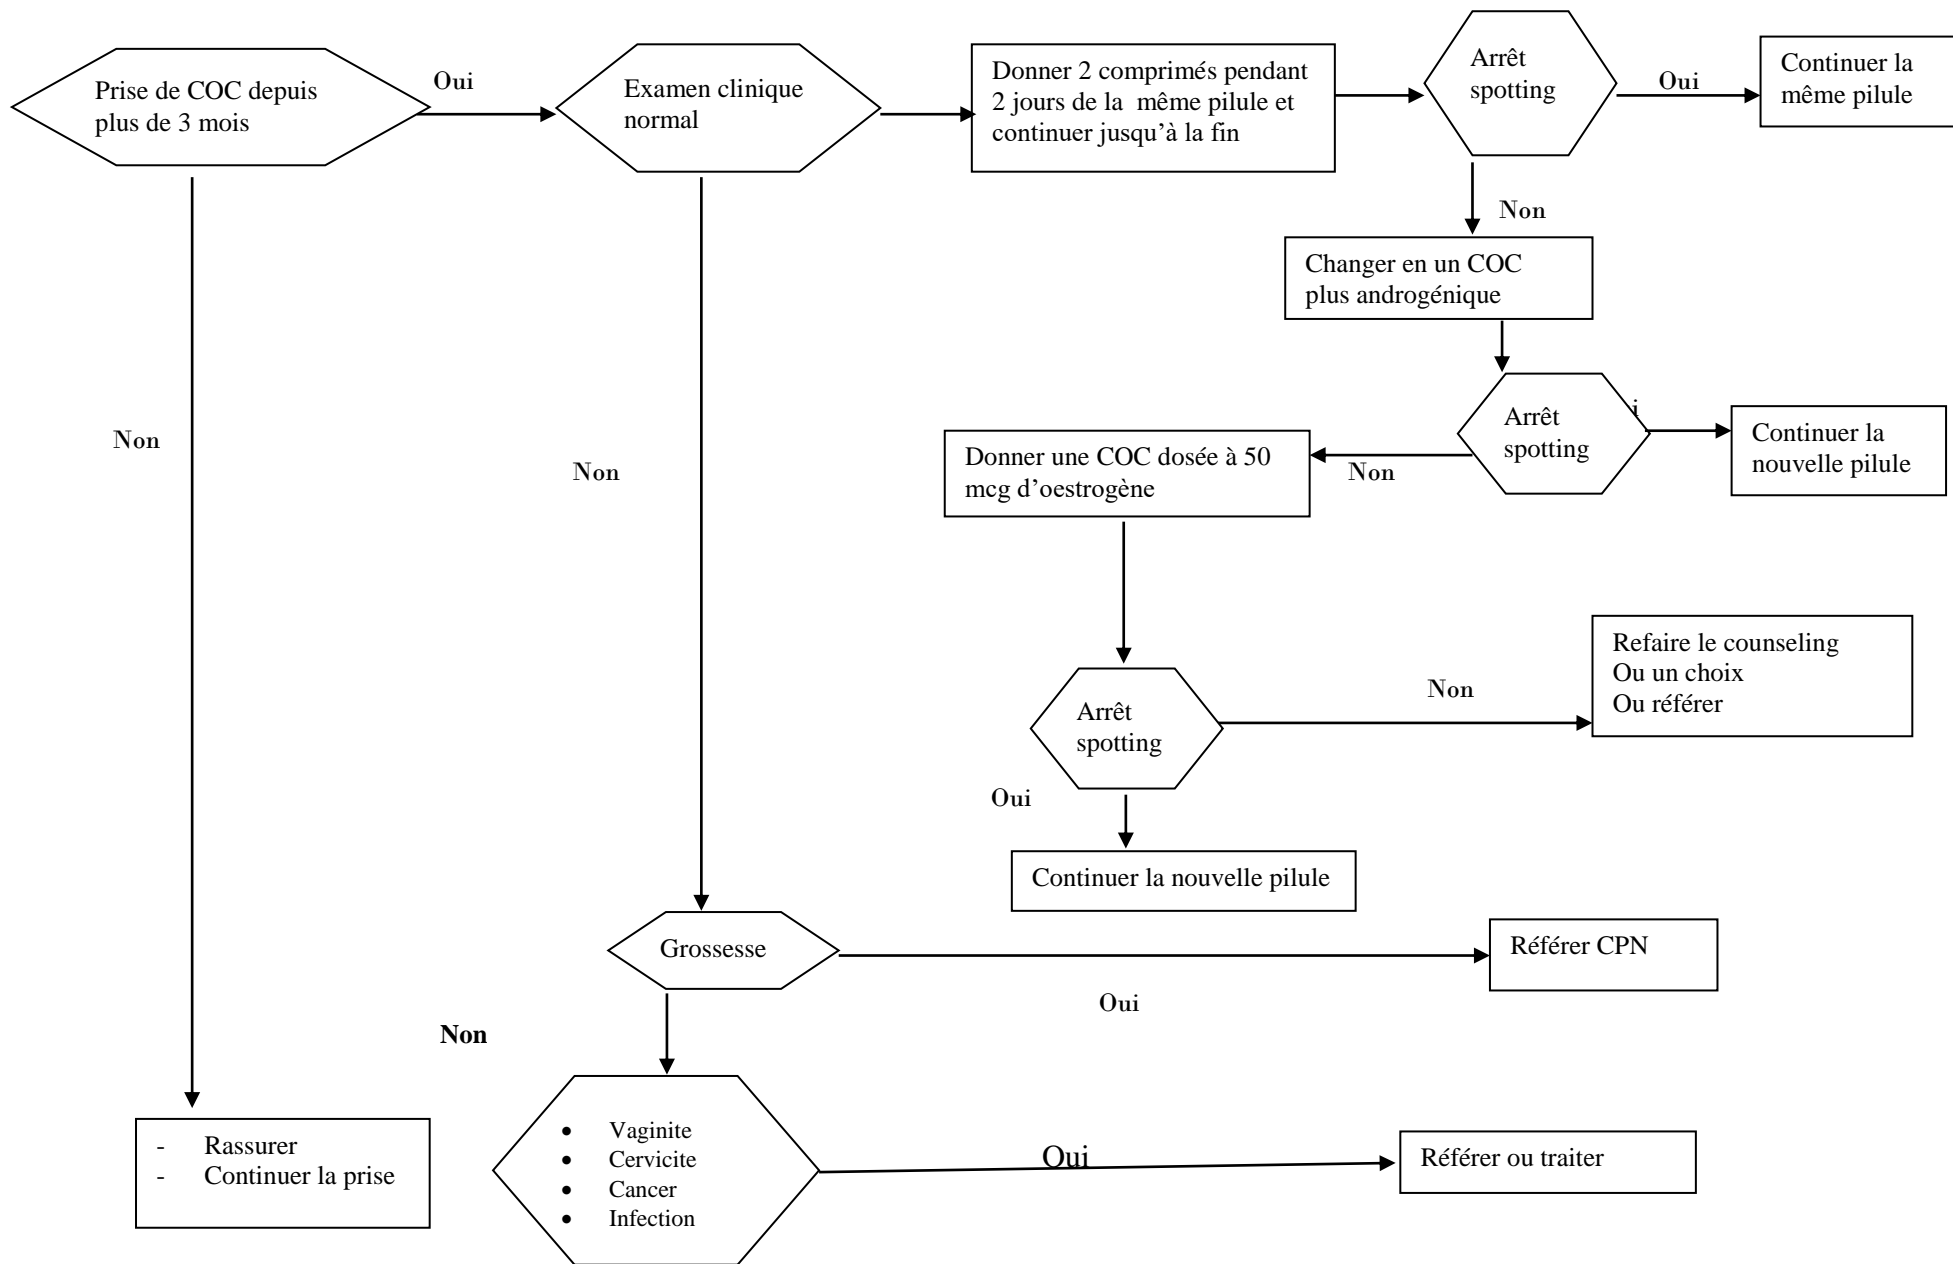 Prise de COC depuis
plus de 3 mois
Oui
Examen clinique
normal
Donner 2 comprimés pendant
2 jours de la même pilule et
continuer jusqu’à la fin
Arrêt
spotting
Oui
Continuer la
même pilule
Non
Changer en un COC
plus androgénique
Arrêt
spotting
i
Continuer la
nouvelle pilule
Non
Donner une COC dosée à 50
mcg d’oestrogène
Non
Non
Arrêt
spotting
Non
Refaire le counseling
Ou un choix
Ou référer
Oui
Continuer la nouvelle pilule
Grossesse
Oui
Référer CPN
Non
- Rassurer
- Continuer la prise
• Vaginite
• Cervicite
• Cancer
• Infection
Oui
Référer ou traiter